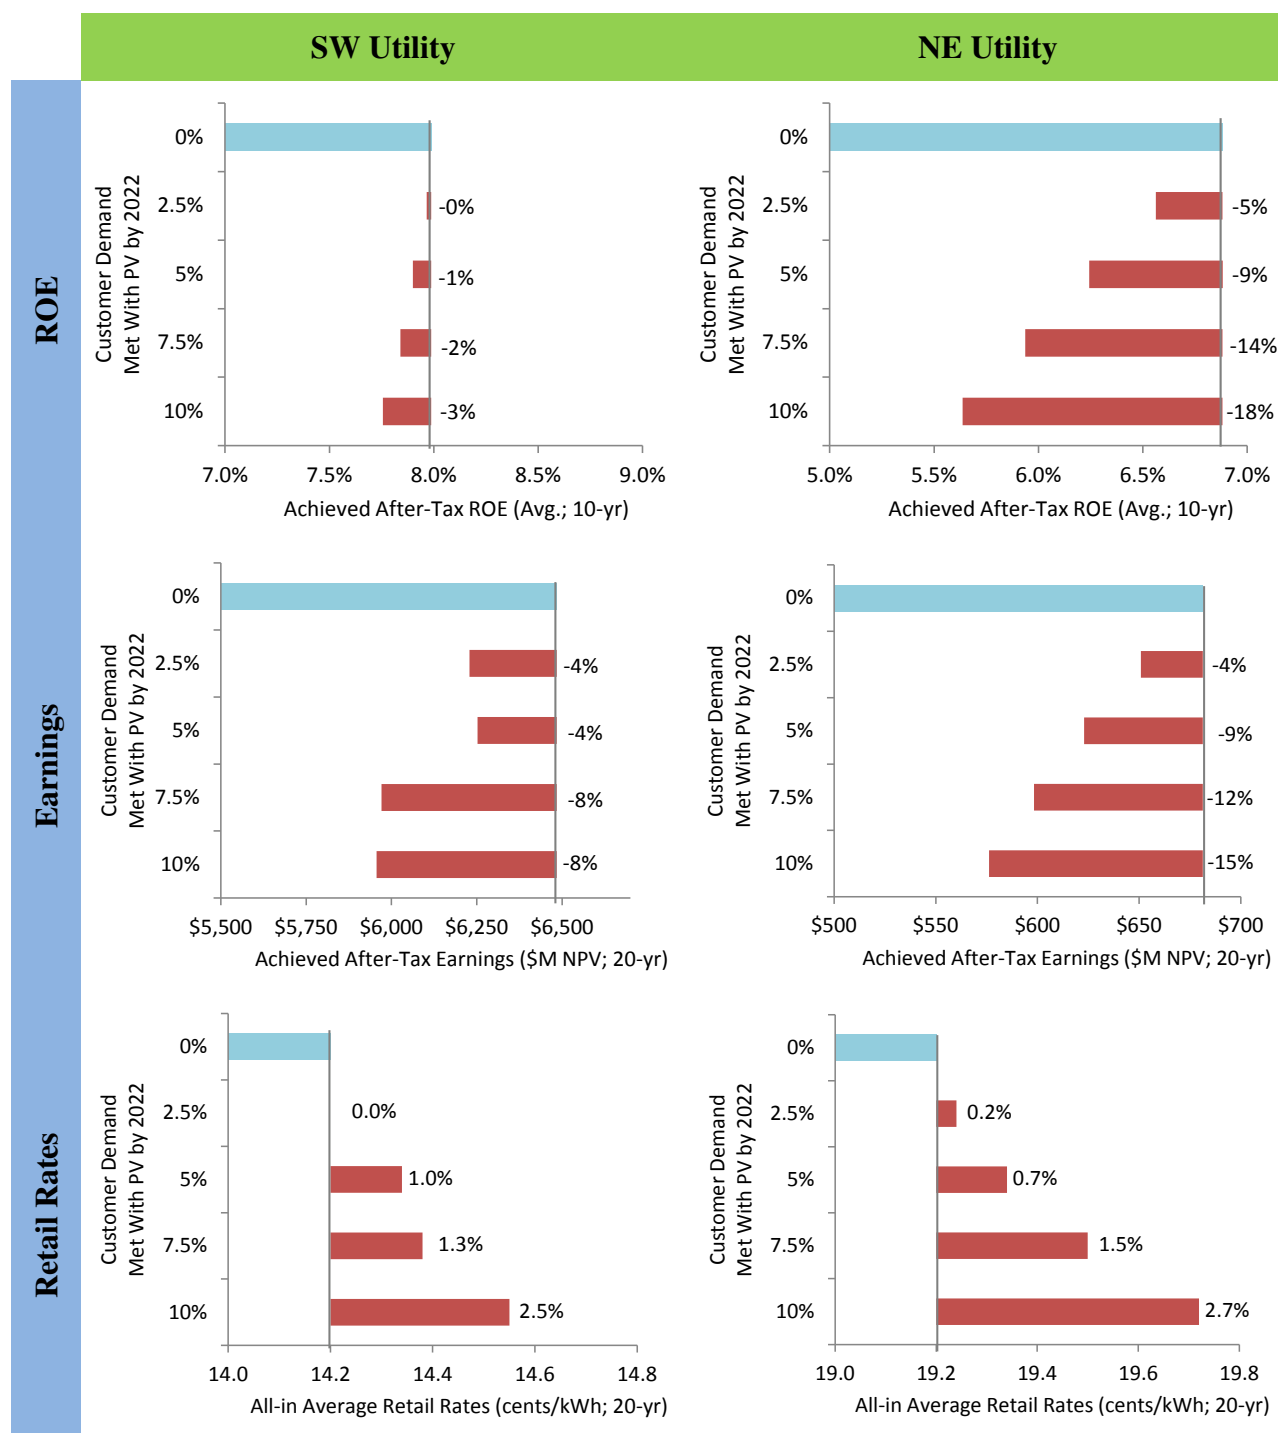 SW Utility
NE Utility
ROE
Customer Demand
Met With PV by 2022
0%
2.5%
-0%
5%
-1%
7.5%
-2%
10%
-3%
7.0% 7.5% 8.0% 8.5% 9.0%
Achieved After-Tax ROE (Avg.; 10-yr)
Customer Demand
Met With PV by 2022
0%
2.5%
-5%
5%
-9%
7.5%
-14%
10%
-18%
5.0% 5.5% 6.0% 6.5% 7.0%
Achieved After-Tax ROE (Avg.; 10-yr)
Earnings
Customer Demand
Met With PV by 2022
0%
2.5%
-4%
5%
-4%
7.5%
-8%
10%
-8%
$5,500 $5,750 $6,000 $6,250 $6,500
Achieved After-Tax Earnings ($M NPV; 20-yr)
Customer Demand
Met With PV by 2022
0%
2.5%
-4%
5%
-9%
7.5%
-12%
10%
-15%
$500 $550 $600 $650 $700
Achieved After-Tax Earnings ($M NPV; 20-yr)
Retail Rates
Customer Demand
Met With PV by 2022
0%
2.5%
0.0%
5%
1.0%
7.5%
1.3%
10%
2.5%
14.0 14.2 14.4 14.6 14.8
All-in Average Retail Rates (cents/kWh; 20-yr)
Customer Demand
Met With PV by 2022
0%
2.5%
0.2%
5%
0.7%
7.5%
1.5%
10%
2.7%
19.0 19.2 19.4 19.6 19.8
All-in Average Retail Rates (cents/kWh; 20-yr)